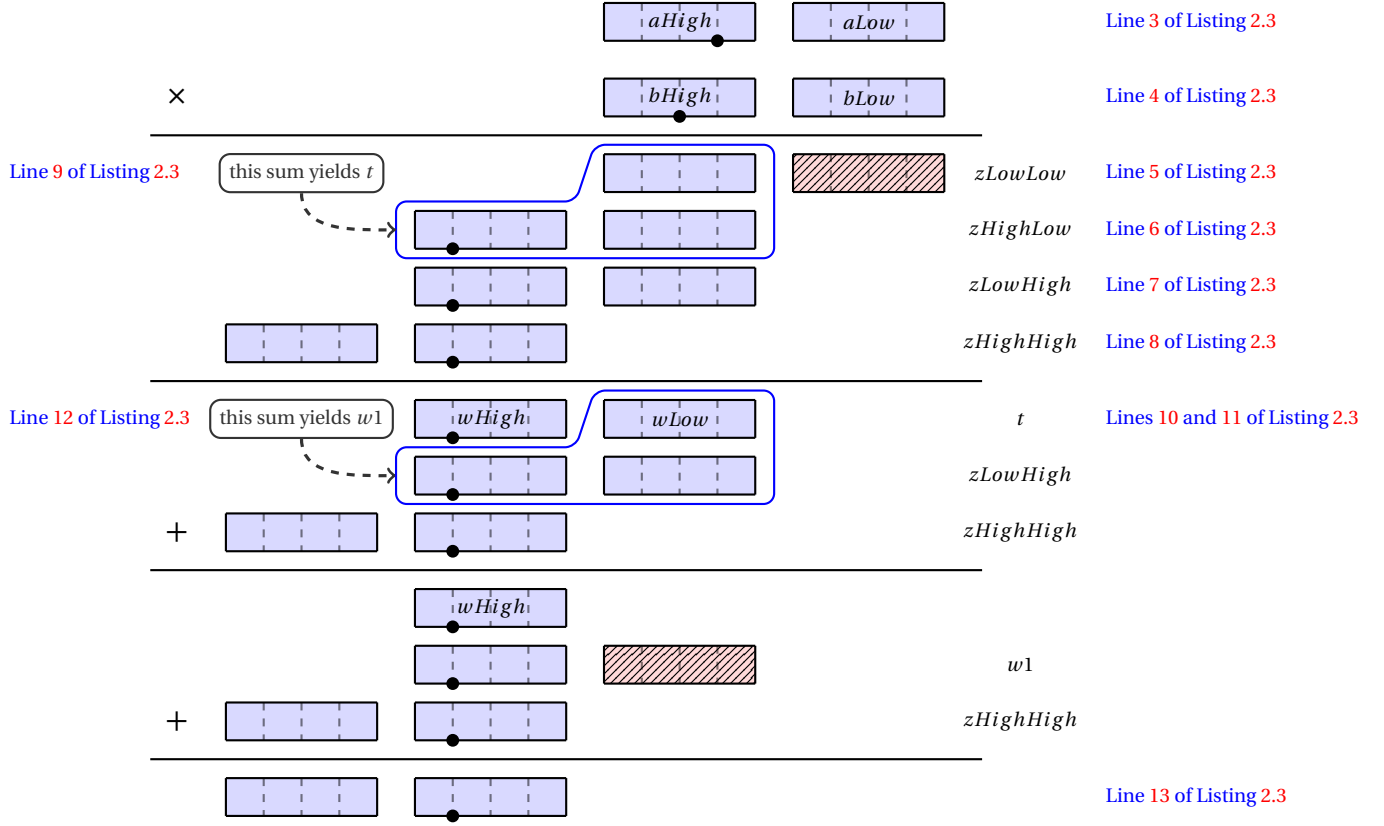 aHigh aLow Line 3 of Listing 2.3
× bHigh bLow Line 4 of Listing 2.3
Line 9 of Listing 2.3 this sum yields t zLowLow Line 5 of Listing 2.3
zHighLow Line 6 of Listing 2.3
zLowHigh Line 7 of Listing 2.3
zHighHigh Line 8 of Listing 2.3
Line 12 of Listing 2.3 this sum yields w1 wHigh wLow t Lines 10 and 11 of Listing 2.3
zLowHigh
+ zHighHigh
wHigh
w1
+ zHighHigh
Line 13 of Listing 2.3